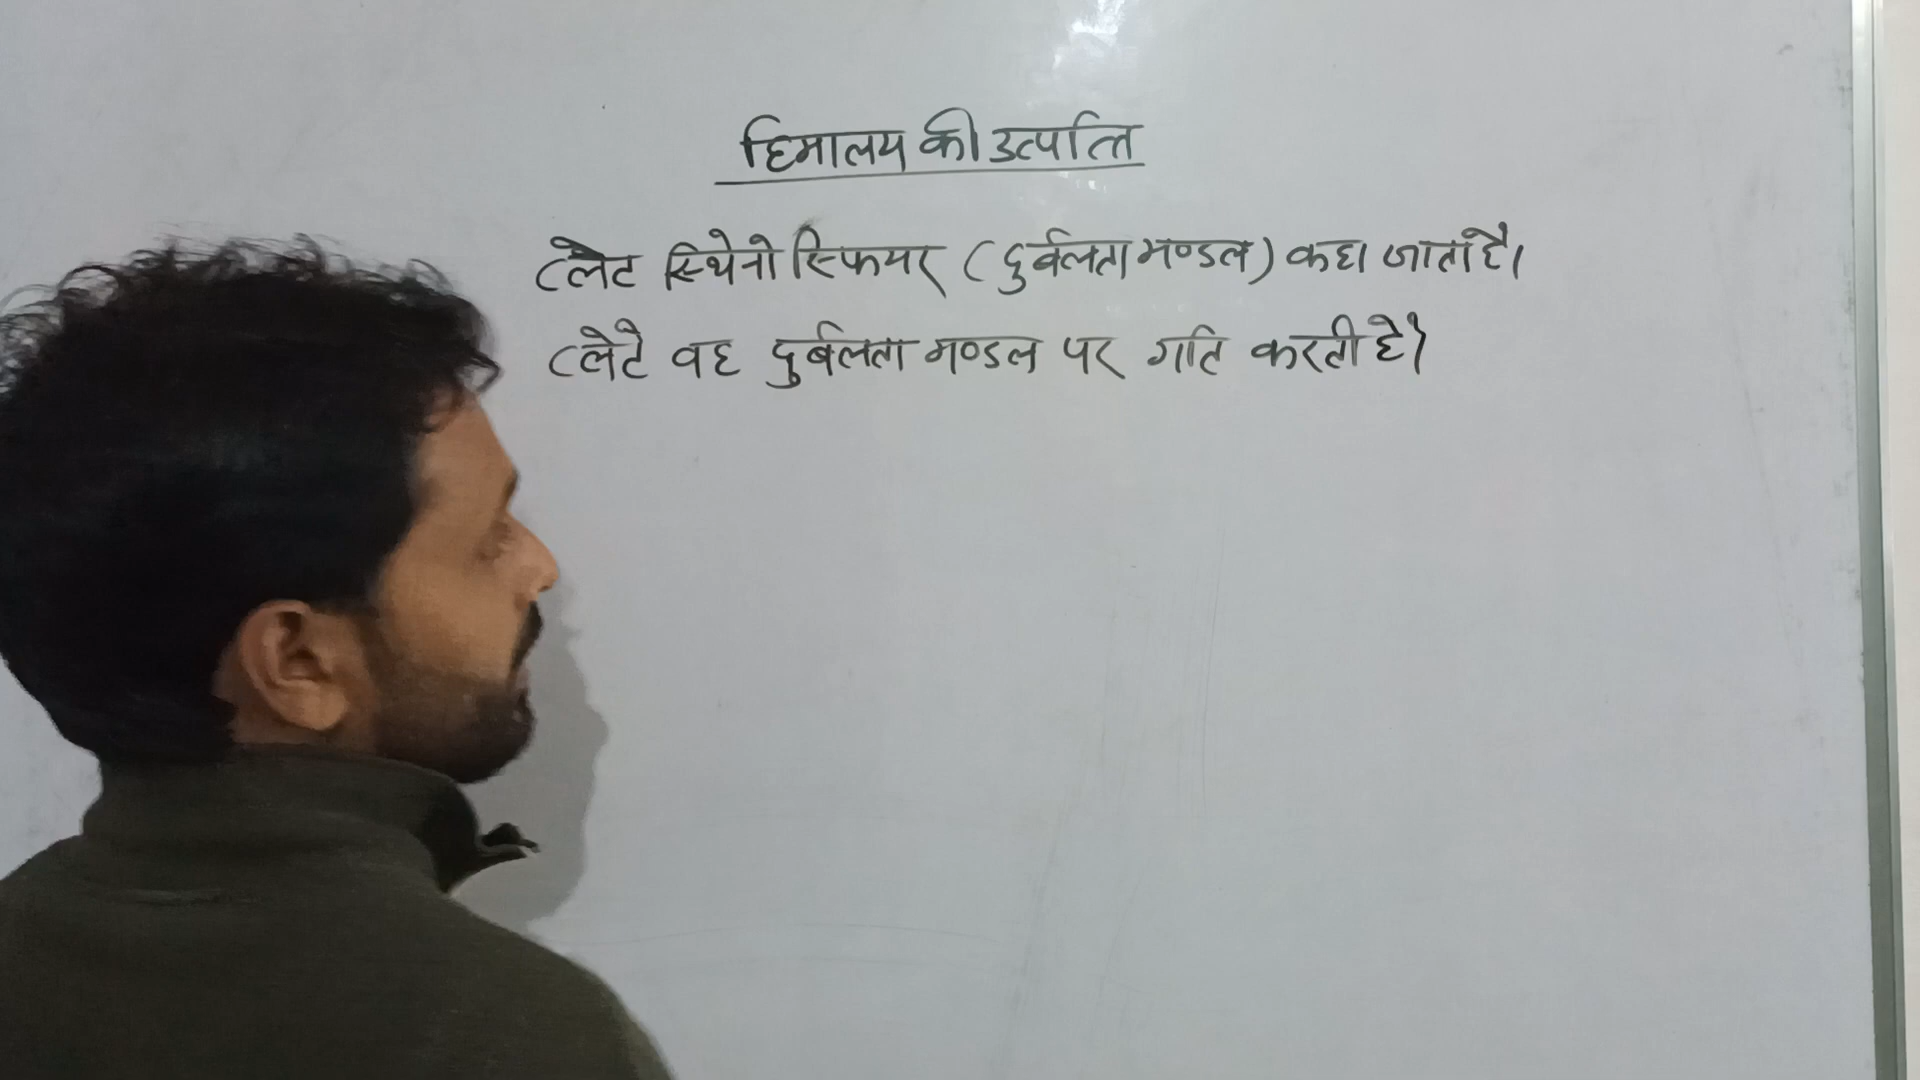 हिमालय की उत्पत्ति
प्लैट स्थिेनो स्फियर (दुर्बलता मण्डल) कहा जाता है।
प्लेटे वह दुर्बलता मण्डल पर गति करती है।